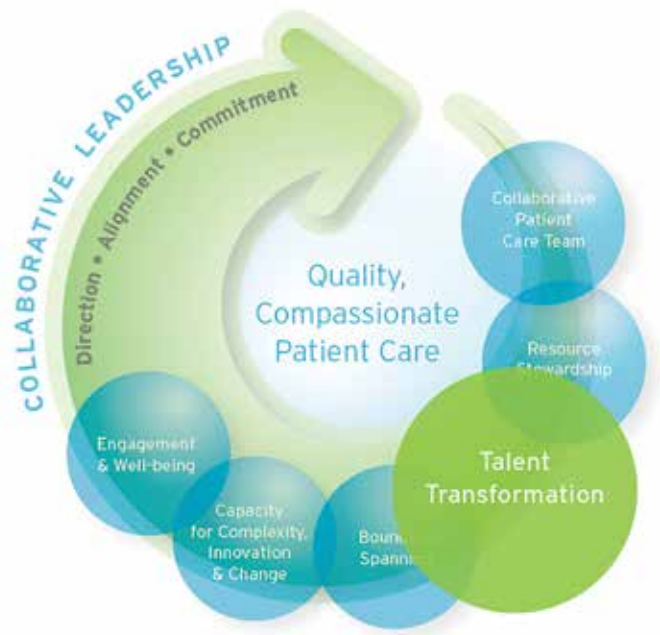 COLLABORATIVE LEADERSHIP
Direction • Alignment • Commitment
Quality,
Compassionate
Patient Care
Collaborative
Patient
Care Team
Resource
Stewardship
Talent
Transformation
Spann
Capacity
for Complexity,
Innovation
& Change
Engagement
& Well-being